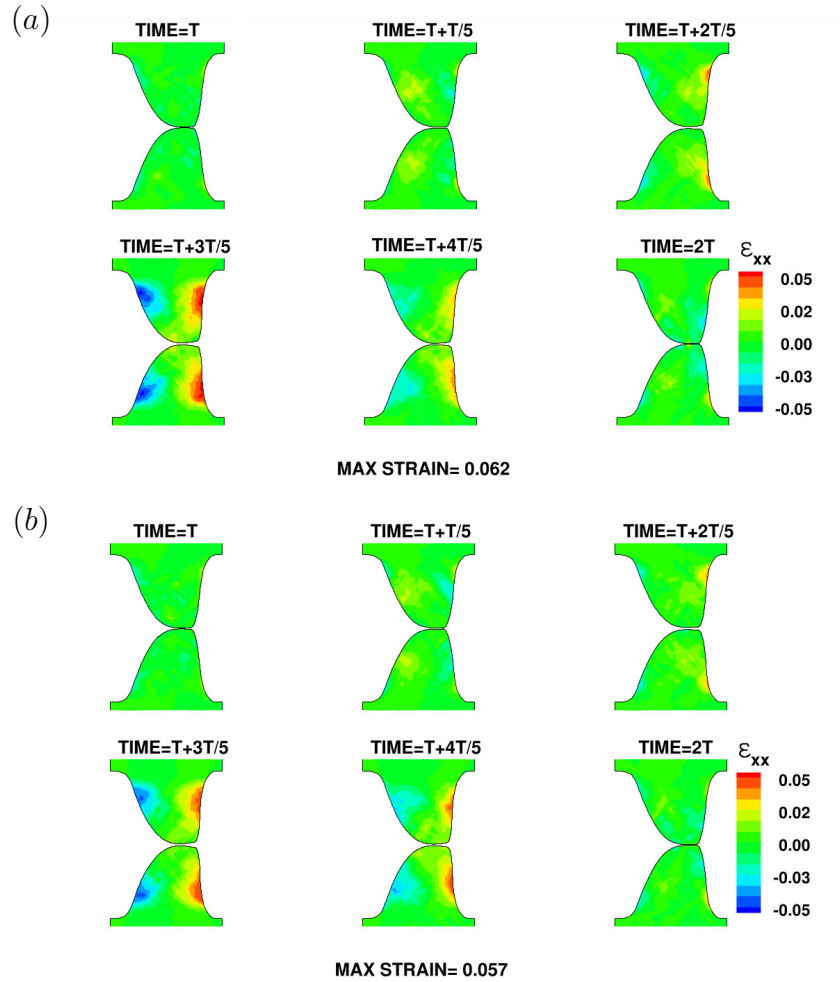 (a)
TIME=T TIME=T+T/5 TIME=T+2T/5
TIME=T+3T/5 TIME=T+4T/5 TIME=2T
ε_xx
0.05
0.02
0.00
-0.03
-0.05
MAX STRAIN= 0.062
(b)
TIME=T TIME=T+T/5 TIME=T+2T/5
TIME=T+3T/5 TIME=T+4T/5 TIME=2T
ε_xx
0.05
0.02
0.00
-0.03
-0.05
MAX STRAIN= 0.057